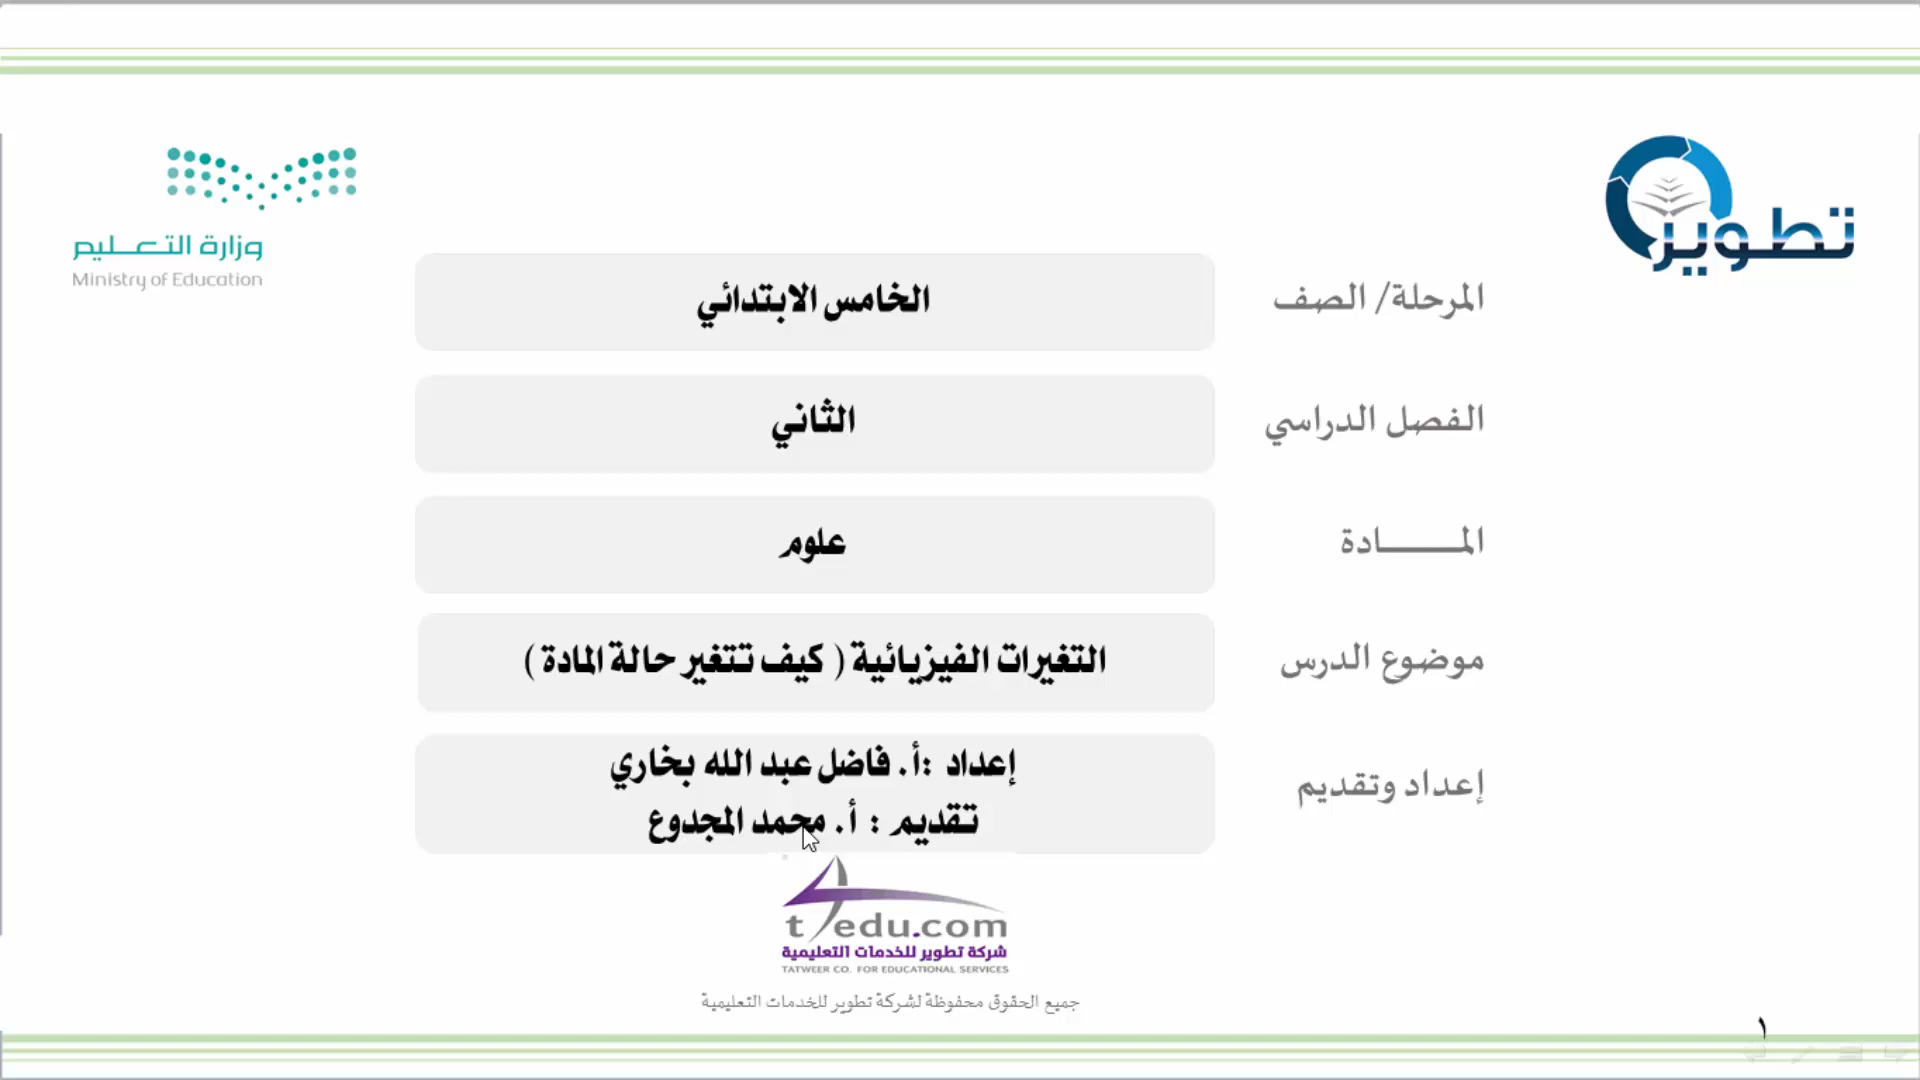 تطوير
وزارة التعليم
Ministry of Education
المرحلة/ الصف
الخامس الابتدائي
الفصل الدراسي
الثاني
المــــــــادة
علوم
موضوع الدرس
التغيرات الفيزيائية ( كيف تتغير حالة المادة )
إعداد وتقديم
إعداد :أ. فاضل عبد الله بخاري
تقديم : أ. محمد المجدوع
t4edu.com
شركة تطوير للخدمات التعليمية
TATWEER CO. FOR EDUCATIONAL SERVICES
جميع الحقوق محفوظة لشركة تطوير للخدمات التعليمية
١